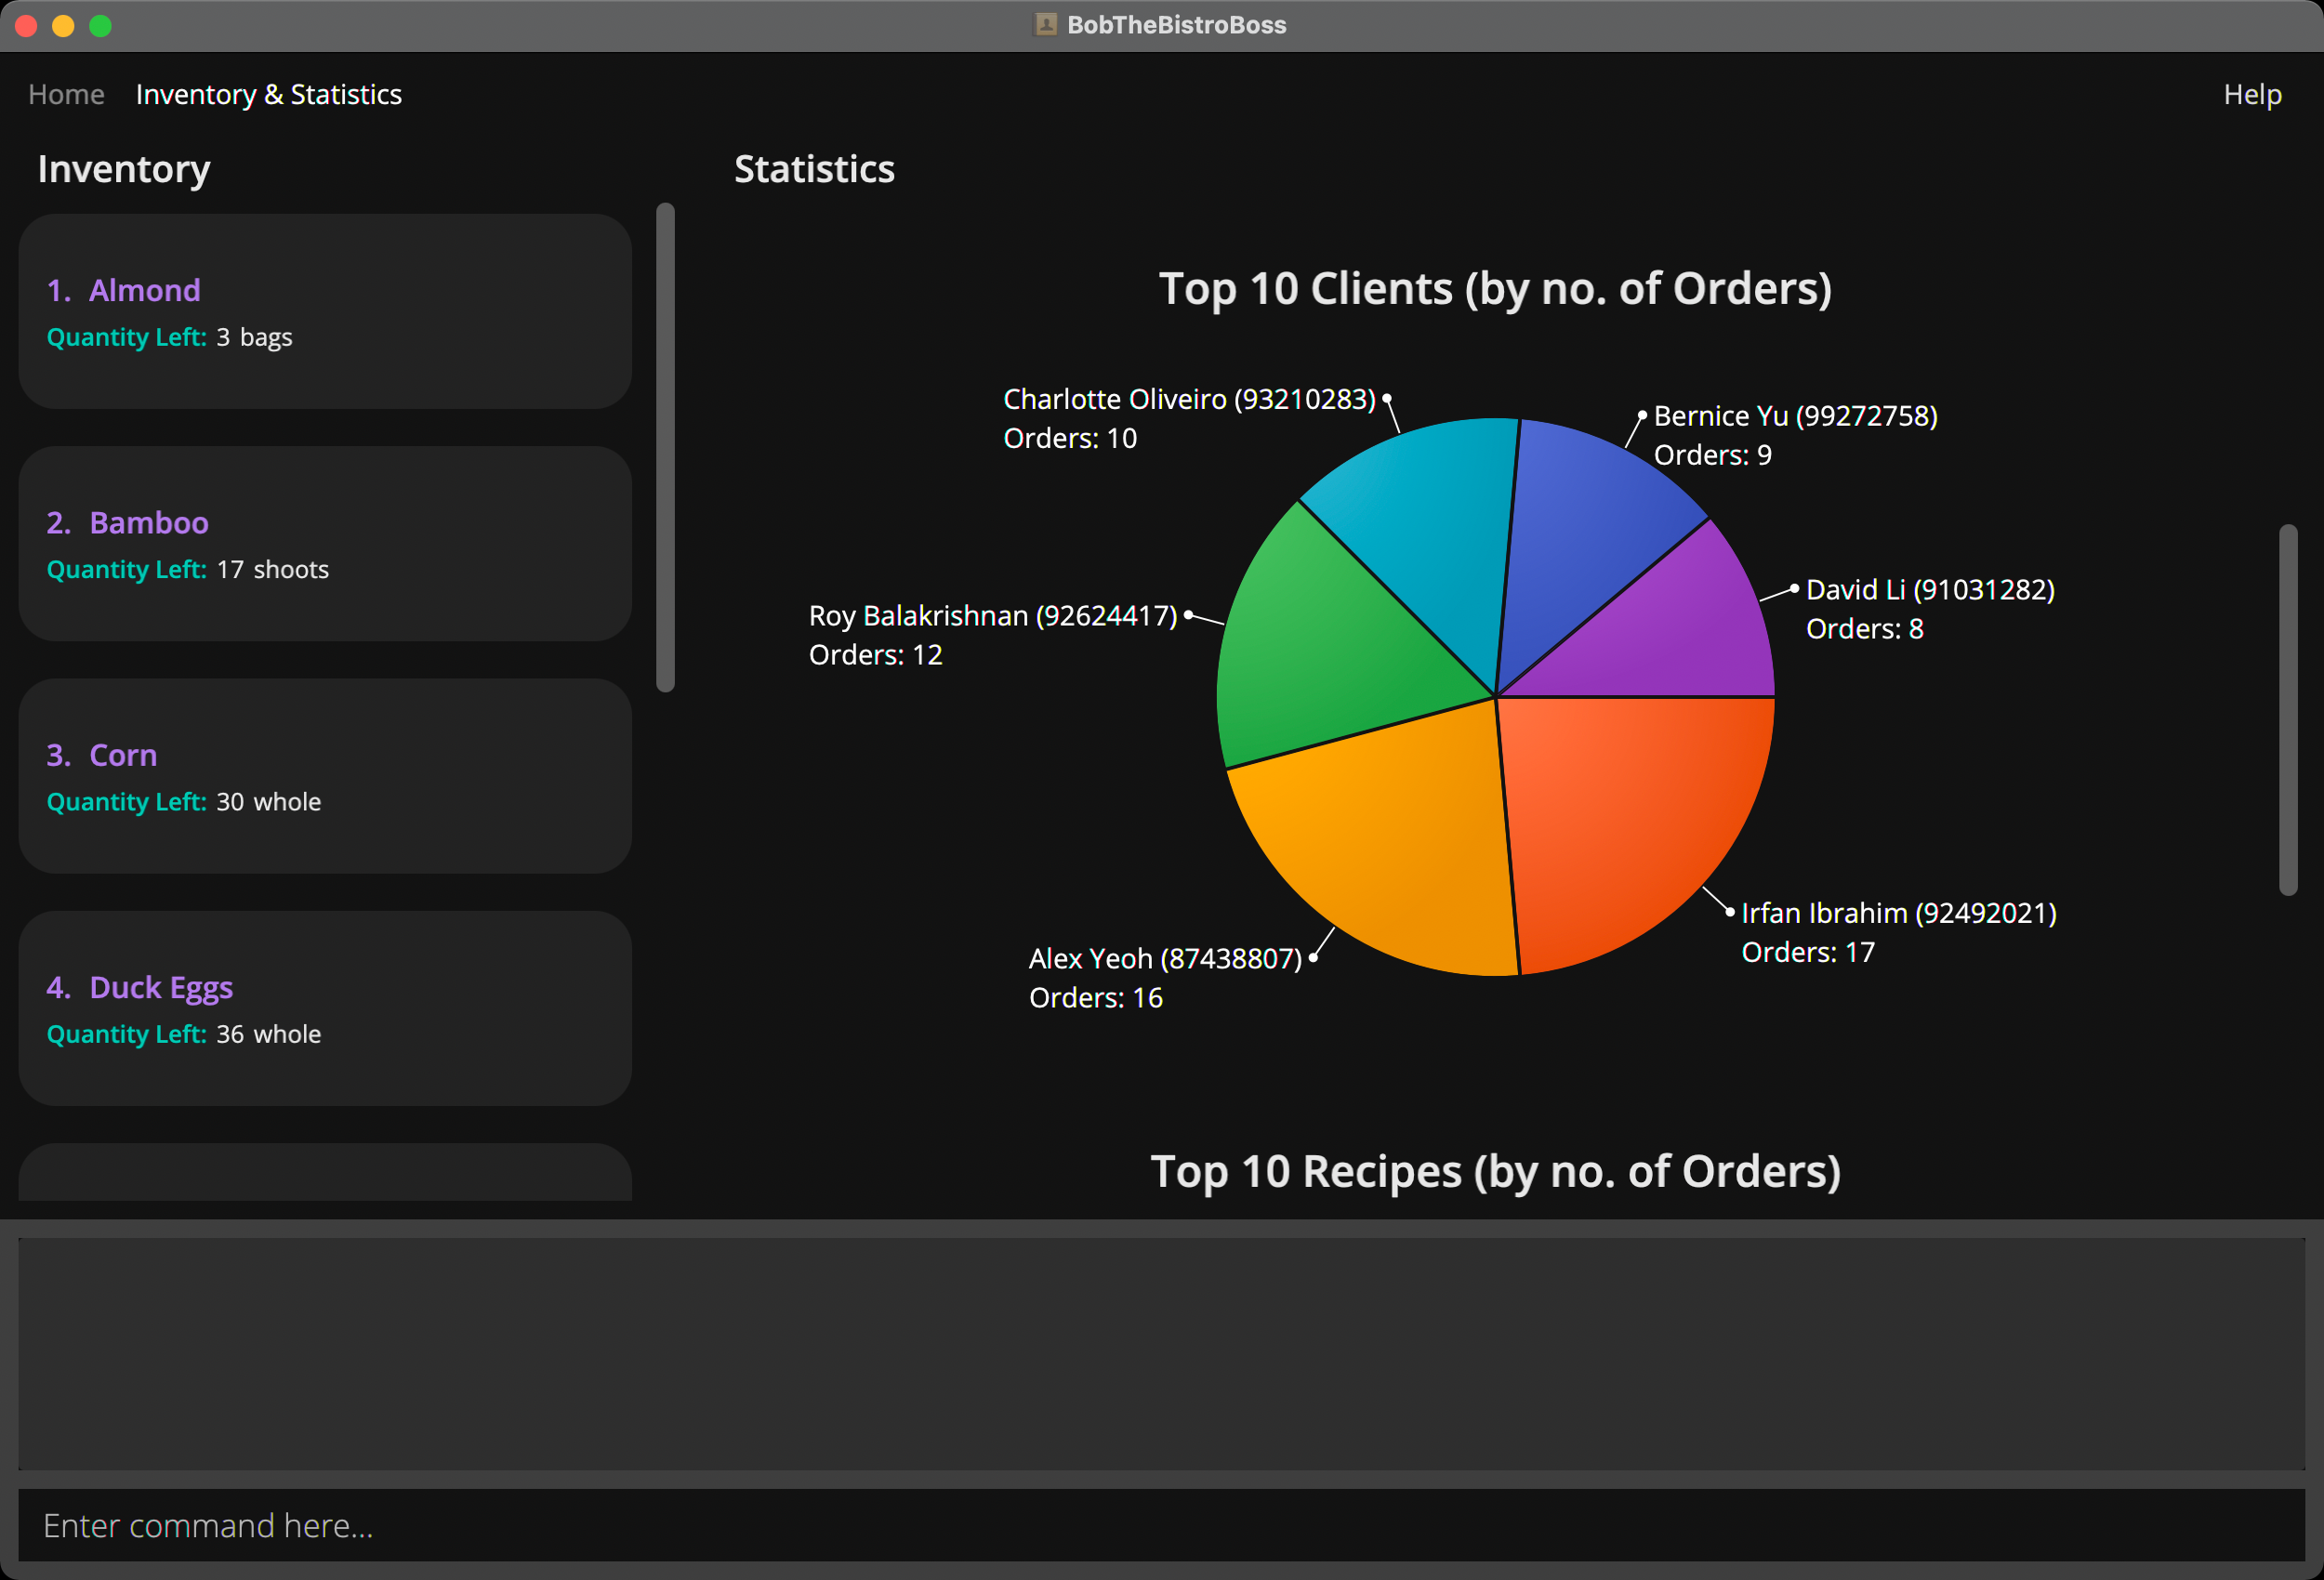 BobTheBistroBoss
Home Inventory & Statistics Help
Inventory
1. Almond
Quantity Left: 3 bags
2. Bamboo
Quantity Left: 17 shoots
3. Corn
Quantity Left: 30 whole
4. Duck Eggs
Quantity Left: 36 whole
Statistics
Top 10 Clients (by no. of Orders)
Charlotte Oliveiro (93210283)
Orders: 10
Bernice Yu (99272758)
Orders: 9
David Li (91031282)
Orders: 8
Roy Balakrishnan (92624417)
Orders: 12
Irfan Ibrahim (92492021)
Orders: 17
Alex Yeoh (87438807)
Orders: 16
Top 10 Recipes (by no. of Orders)
Enter command here...